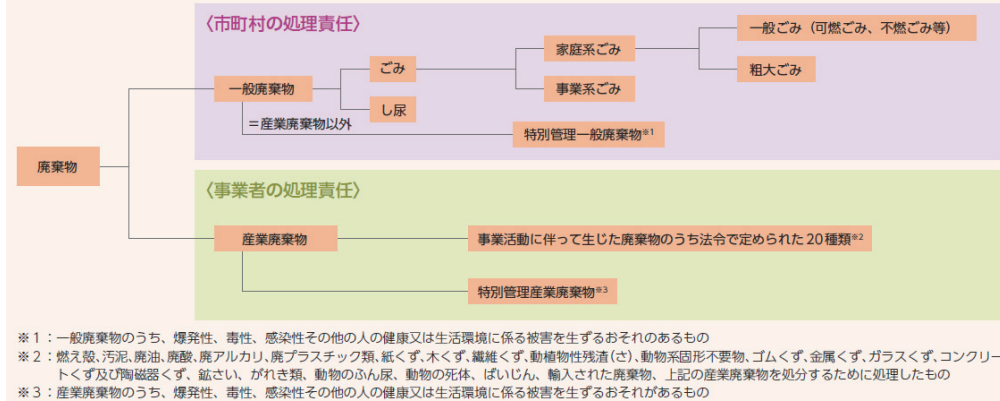 〈市町村の処理責任〉
一般ごみ（可燃ごみ、不燃ごみ等）
家庭系ごみ
ごみ
粗大ごみ
一般廃棄物
事業系ごみ
し尿
＝産業廃棄物以外
特別管理一般廃棄物※1
廃棄物
〈事業者の処理責任〉
産業廃棄物
事業活動に伴って生じた廃棄物のうち法令で定められた20種類※2
特別管理産業廃棄物※3
※1：一般廃棄物のうち、爆発性、毒性、感染性その他の人の健康又は生活環境に係る被害を生ずるおそれのあるもの
※2：燃え殻、汚泥、廃油、廃酸、廃アルカリ、廃プラスチック類、紙くず、木くず、繊維くず、動植物性残渣（さ）、動物系固形不要物、ゴムくず、金属くず、ガラスくず、コンクリー
トくず及び陶磁器くず、鉱さい、がれき類、動物のふん尿、動物の死体、ばいじん、輸入された廃棄物、上記の産業廃棄物を処分するために処理したもの
※3：産業廃棄物のうち、爆発性、毒性、感染性その他の人の健康又は生活環境に係る被害を生ずるおそれがあるもの